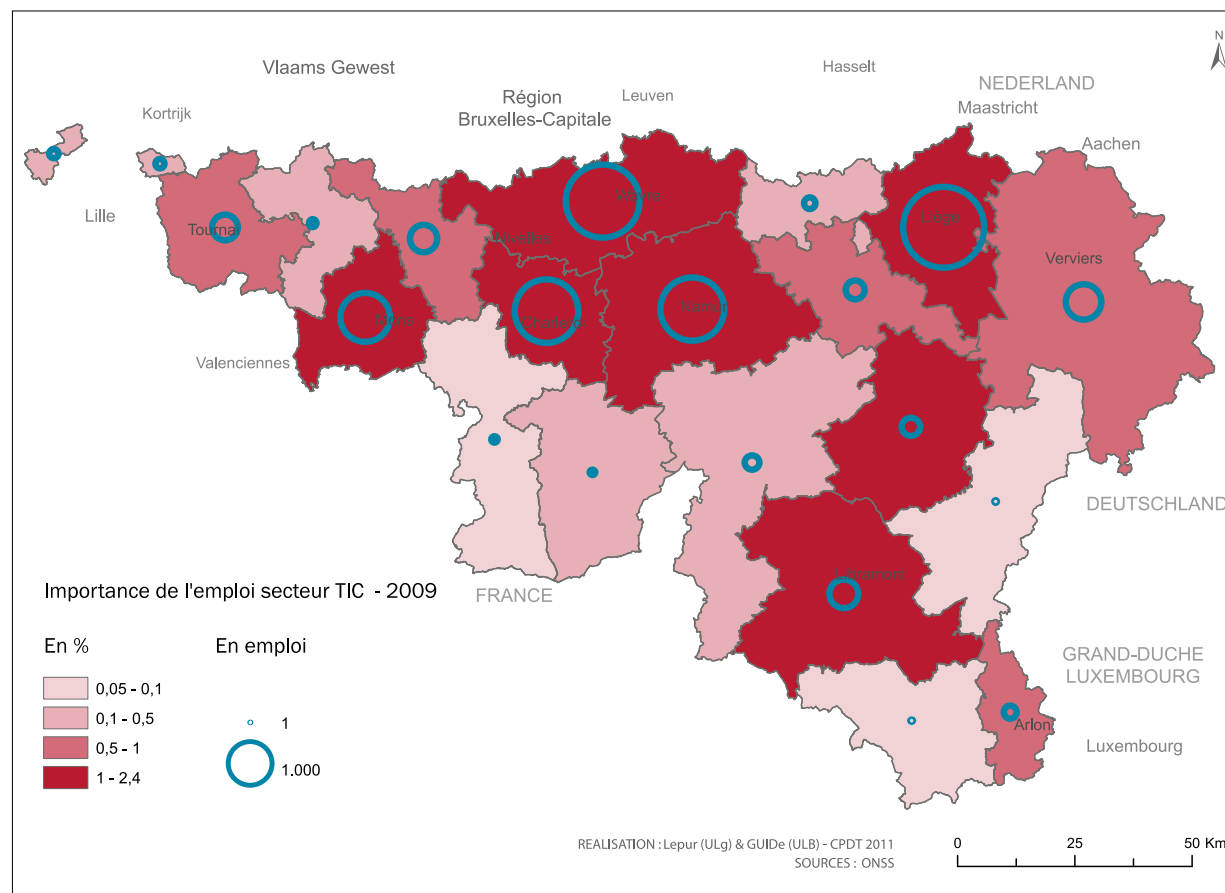 N
Hasselt
Vlaams Gewest
Leuven
NEDERLAND
Région
Bruxelles-Capitale
Maastricht
Kortrijk
Aachen
Wavre
Lille
Tournai
Liège
Nivelles
Verviers
Namur
Mons
Charleroi
Valenciennes
DEUTSCHLAND
Libramont
FRANCE
GRAND-DUCHE
LUXEMBOURG
Arlon
Luxembourg
Importance de l'emploi secteur TIC - 2009
En %
En emploi
0,05 - 0,1
0,1 - 0,5
0,5 - 1
1 - 2,4
1
1.000
REALISATION : Lepur (ULg) & GUIDe (ULB) - CPDT 2011
SOURCES : ONSS
0 25 50 Km